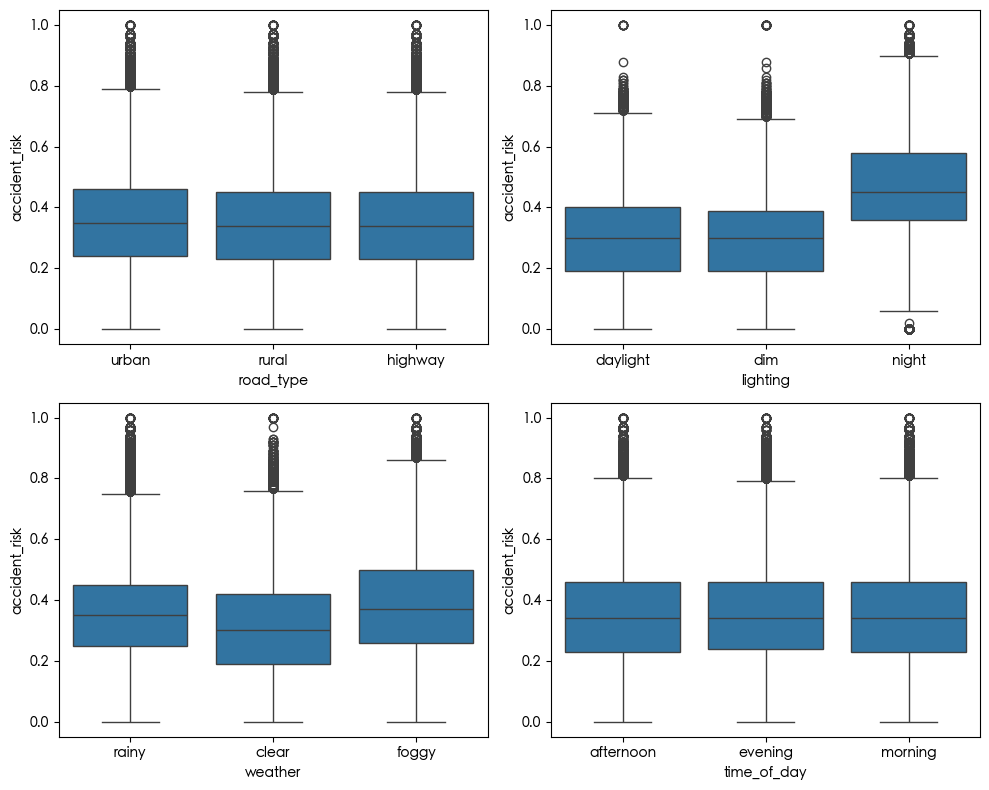 accident_risk
1.0
0.8
0.6
0.4
0.2
0.0
urban rural highway
road_type
accident_risk
1.0
0.8
0.6
0.4
0.2
0.0
daylight dim night
lighting
accident_risk
1.0
0.8
0.6
0.4
0.2
0.0
rainy clear foggy
weather
accident_risk
1.0
0.8
0.6
0.4
0.2
0.0
afternoon evening morning
time_of_day